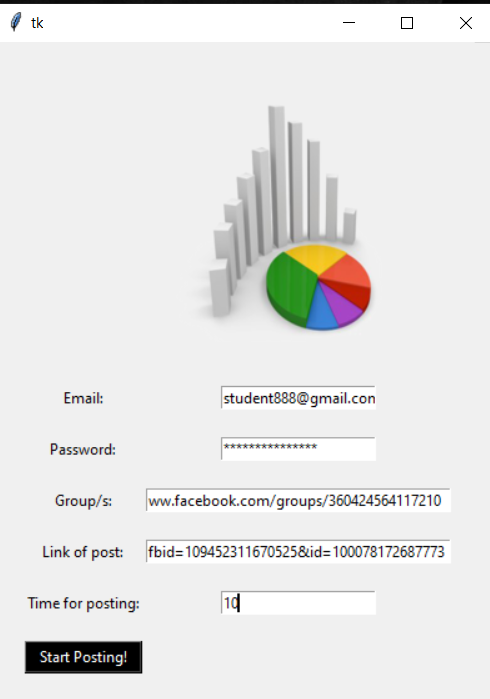 tk
Email: student888@gmail.con
Password: ***************
Group/s: ww.facebook.com/groups/360424564117210
Link of post: fbid=109452311670525&id=100078172687773
Time for posting: 10
Start Posting!